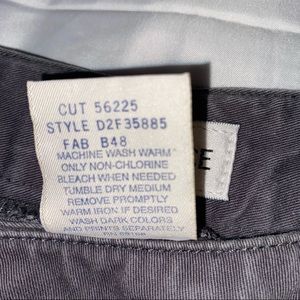 CUT 56225
STYLE D2F35885
FAB B48
MACHINE WASH WARM
ONLY NON-CHLORINE
BLEACH WHEN NEEDED
TUMBLE DRY MEDIUM
REMOVE PROMPTLY
WARM IRON IF DESIRED
WASH DARK COLORS
AND PRINTS SEPARATELY